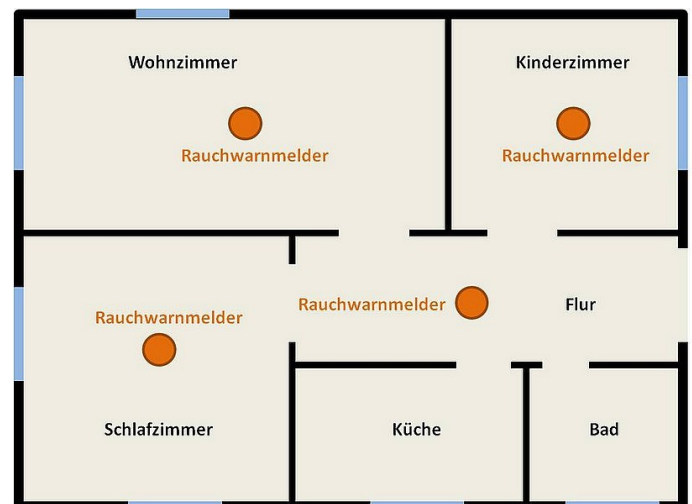 Wohnzimmer
Kinderzimmer
Rauchwarnmelder
Rauchwarnmelder
Rauchwarnmelder
Flur
Rauchwarnmelder
Schlafzimmer
Küche
Bad